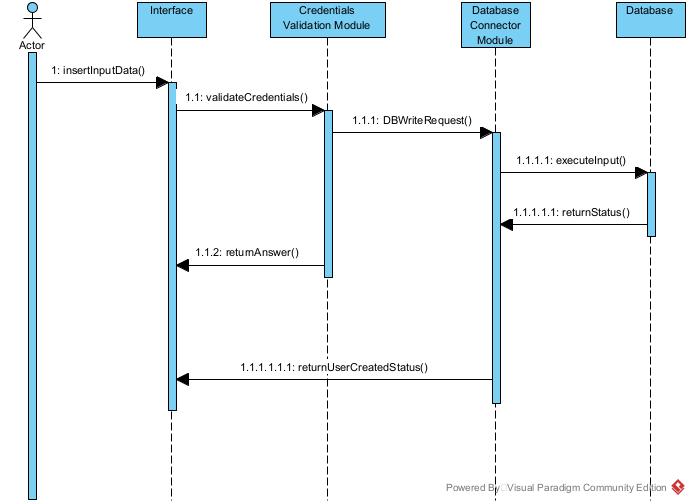 Interface
Credentials
Validation Module
Database
Connector
Module
Database
Actor
1: insertInputData()
1.1: validateCredentials()
1.1.1: DBWriteRequest()
1.1.1.1: executeInput()
1.1.1.1.1: returnStatus()
1.1.2: returnAnswer()
1.1.1.1.1.1: returnUserCreatedStatus()
Powered By Visual Paradigm Community Edition